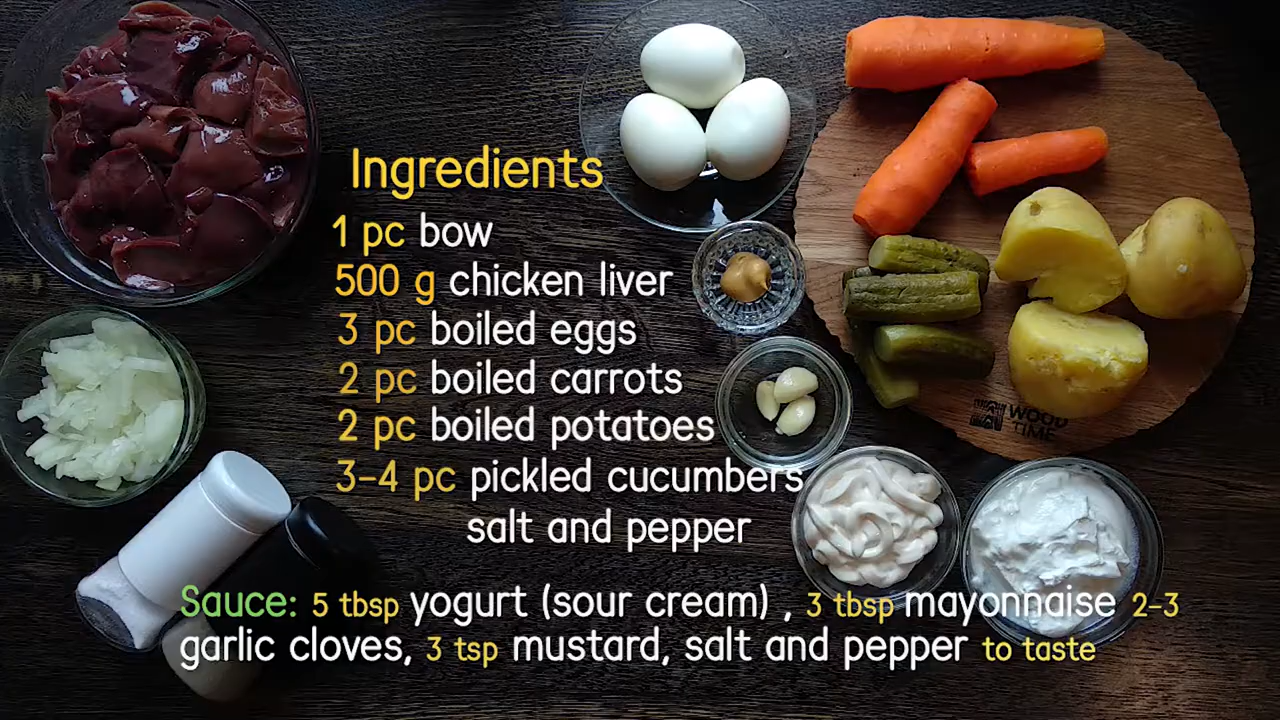 Ingredients
1 pc bow
500 g chicken liver
3 pc boiled eggs
2 pc boiled carrots
2 pc boiled potatoes
3-4 pc pickled cucumbers
salt and pepper
Sauce: 5 tbsp yogurt (sour cream) , 3 tbsp mayonnaise 2-3
garlic cloves, 3 tsp mustard, salt and pepper to taste
WOOD
TIME